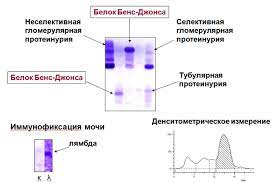 Белок Бенс-Джонса
Неселективная
гломерулярная
протеинурия
Селективная
гломерулярная
протеинурия
Белок Бенс-Джонса
Тубулярная
протеинурия
Иммунофиксация мочи
лямбда
κ λ
Денситометрическое измерение